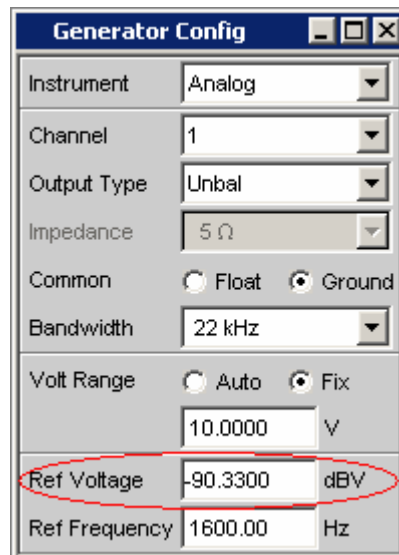 Generator Config
Instrument Analog
Channel 1
Output Type Unbal
Impedance 5 Ω
Common Float Ground
Bandwidth 22 kHz
Volt Range Auto Fix
10.0000 V
Ref Voltage -90.3300 dBV
Ref Frequency 1600.00 Hz